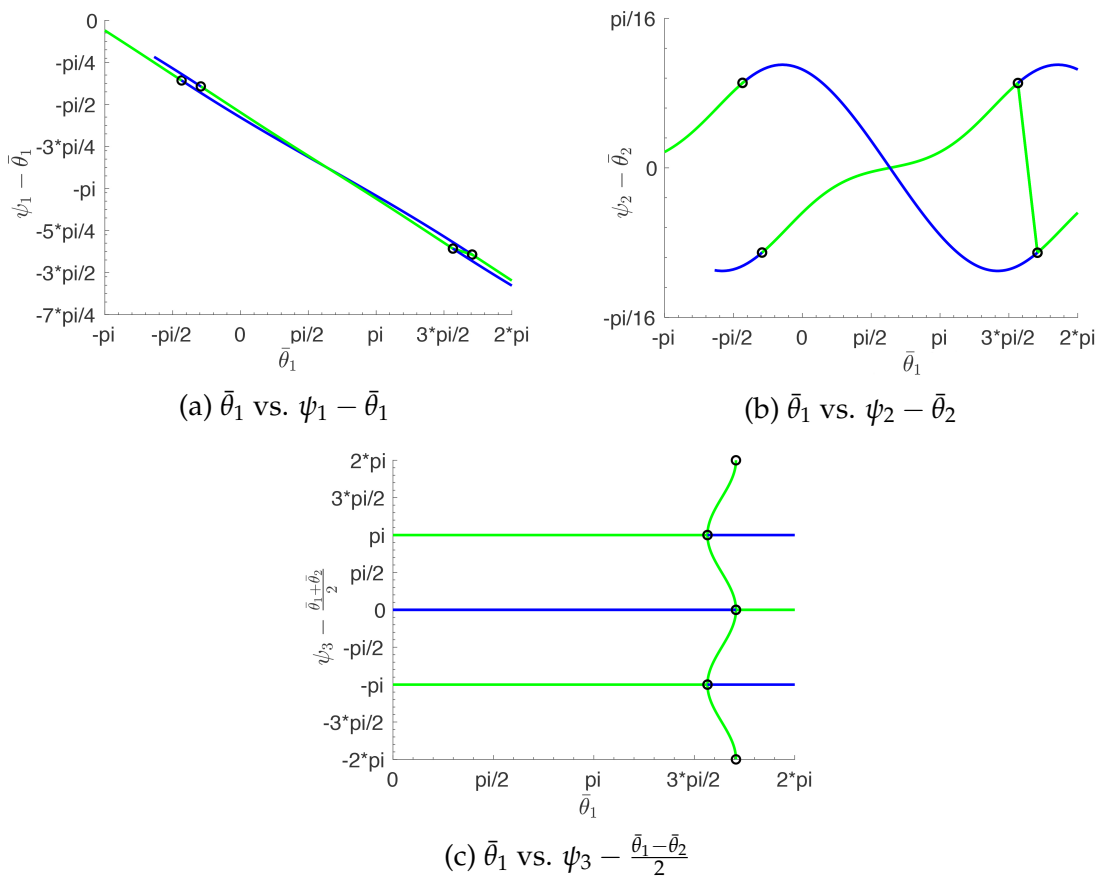 0
-pi/4
-pi/2
-3*pi/4
-pi
-5*pi/4
-3*pi/2
-7*pi/4
ψ₁ − θ̄₁
-pi -pi/2 0 pi/2 pi 3*pi/2 2*pi
θ̄₁
(a) θ̄₁ vs. ψ₁ − θ̄₁
pi/16
0
-pi/16
ψ₂ − θ̄₂
-pi -pi/2 0 pi/2 pi 3*pi/2 2*pi
θ̄₁
(b) θ̄₁ vs. ψ₂ − θ̄₂
2*pi
3*pi/2
pi
pi/2
0
-pi/2
-pi
-3*pi/2
-2*pi
ψ₃ − (θ̄₁+θ̄₂)/2
0 pi/2 pi 3*pi/2 2*pi
θ̄₁
(c) θ̄₁ vs. ψ₃ − (θ̄₁−θ̄₂)/2